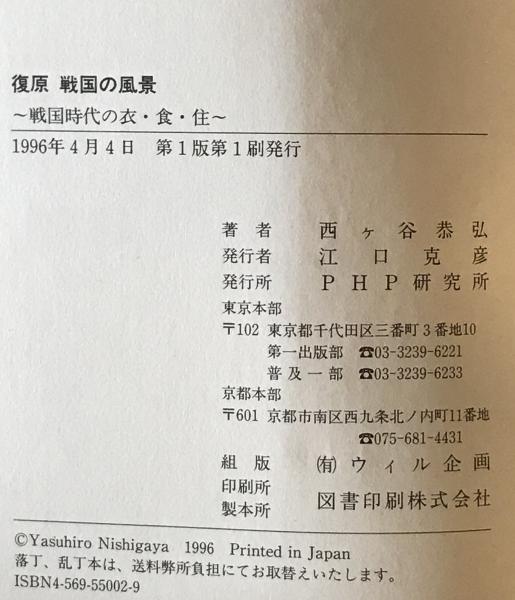 復原 戦国の風景
～戦国時代の衣・食・住～
1996年4月4日 第1版第1刷発行
著者 西ヶ谷恭弘
発行者 江口克彦
発行所 PHP研究所
東京本部
〒102 東京都千代田区三番町3番地10
第一出版部 ☎03-3239-6221
普及一部 ☎03-3239-6233
京都本部
〒601 京都市南区西九条北ノ内町11番地
☎075-681-4431
組版 ㈲ウィル企画
印刷所
製本所 図書印刷株式会社
©Yasuhiro Nishigaya 1996 Printed in Japan
落丁、乱丁本は、送料弊所負担にてお取替えいたします。
ISBN4-569-55002-9